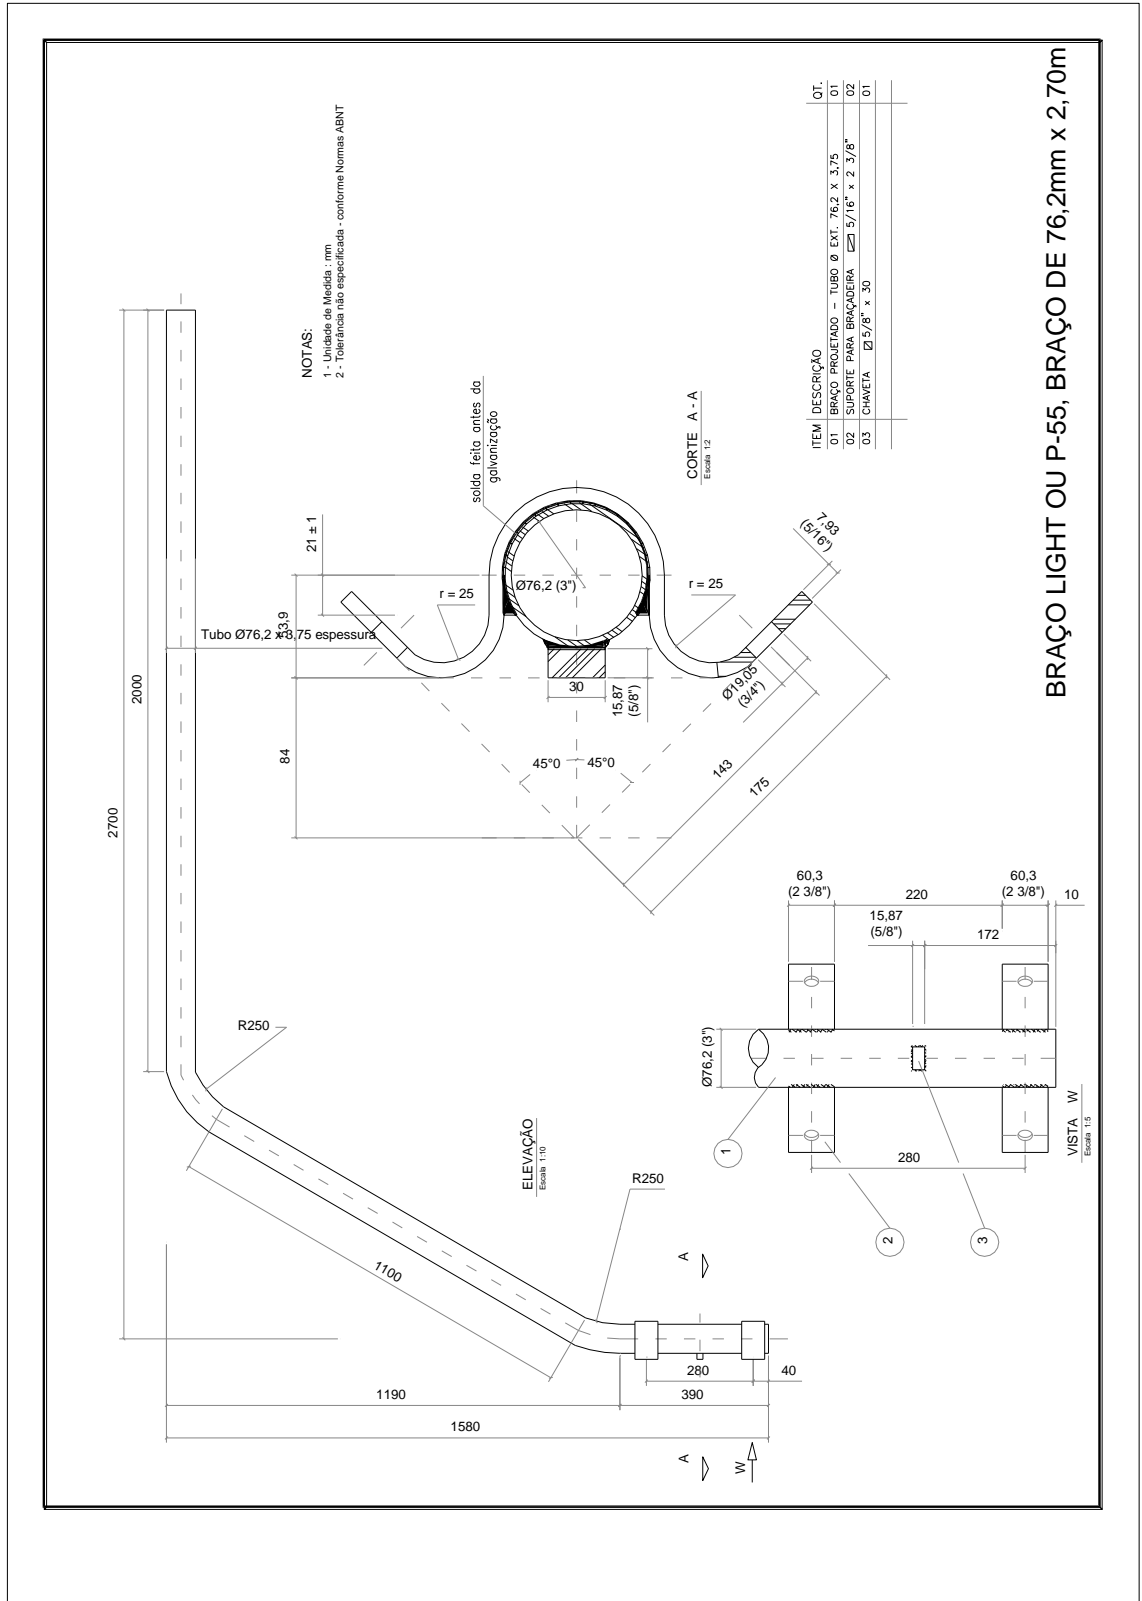 BRAÇO LIGHT OU P-55, BRAÇO DE 76,2mm x 2,70m
NOTAS:
1 - Unidade de Medida : mm
2 - Tolerância não especificada - conforme Normas ABNT
ITEM DESCRIÇÃO QT.
01 BRAÇO PROJETADO - TUBO Ø EXT. 76,2 X 3,75 01
02 SUPORTE PARA BRAÇADEIRA 5/16" x 2 3/8" 02
03 CHAVETA 5/8" x 30 01
solda feita antes da
galvanização
CORTE A - A
Escala 1:2
21 ± 1
r = 25
Ø76,2 (3")
r = 25
7,93
(5/16")
Tubo Ø76,2 x 3,75 espessura
30
15,87
(5/8")
Ø19,05
(3/4")
84
45°0
45°0
143
175
2000
2700
R250
ELEVAÇÃO
Escala 1:10
R250
1100
A
280
40
1190
390
1580
A
W
60,3
(2 3/8")
220
60,3
(2 3/8")
10
15,87
(5/8")
172
Ø76,2 (3")
1
280
2
3
VISTA W
Escala 1:5